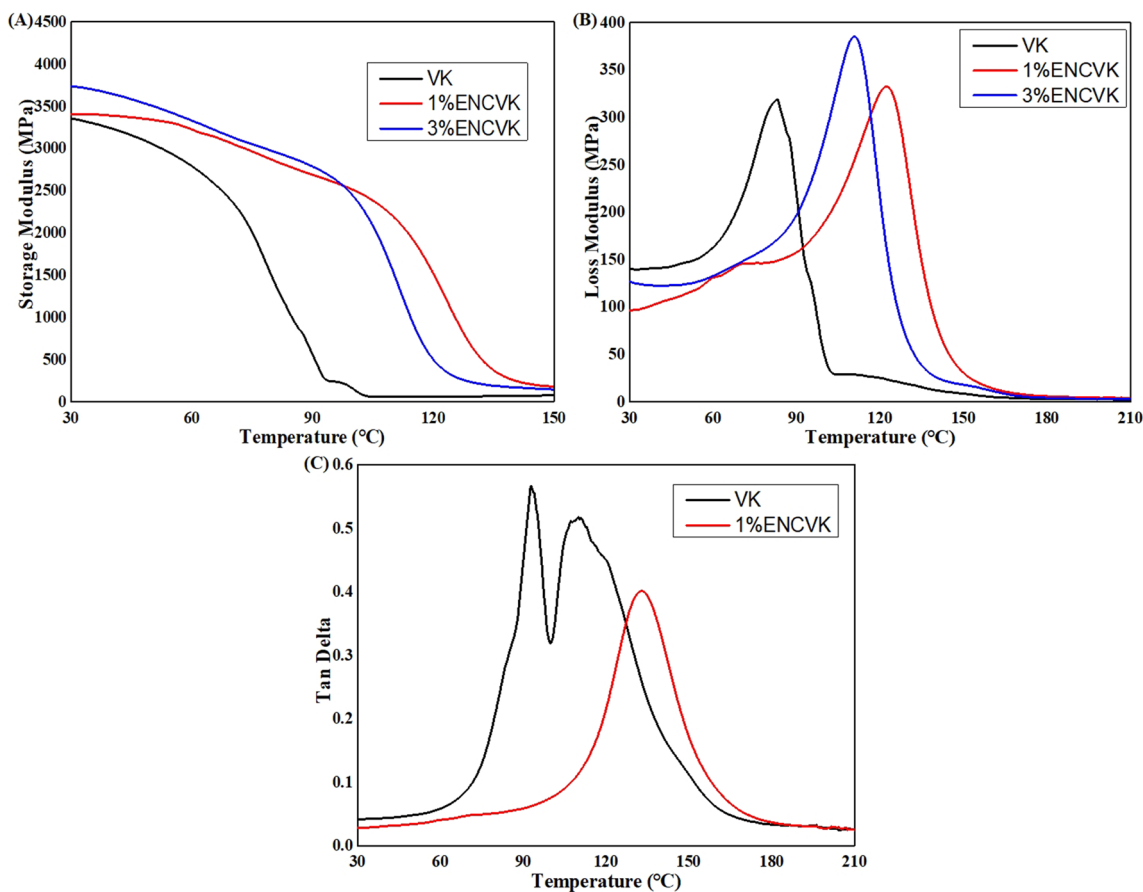 (A)
4500
4000
3500
3000
2500
2000
1500
1000
500
0
Storage Modulus (MPa)
VK
1%ENCVK
3%ENCVK
30
60
90
120
150
Temperature (°C)
(B)
400
350
300
250
200
150
100
50
0
Loss Modulus (MPa)
VK
1%ENCVK
3%ENCVK
30
60
90
120
150
180
210
Temperature (°C)
(C)
0.6
0.5
0.4
0.3
0.2
0.1
0.0
Tan Delta
VK
1%ENCVK
30
60
90
120
150
180
210
Temperature (°C)